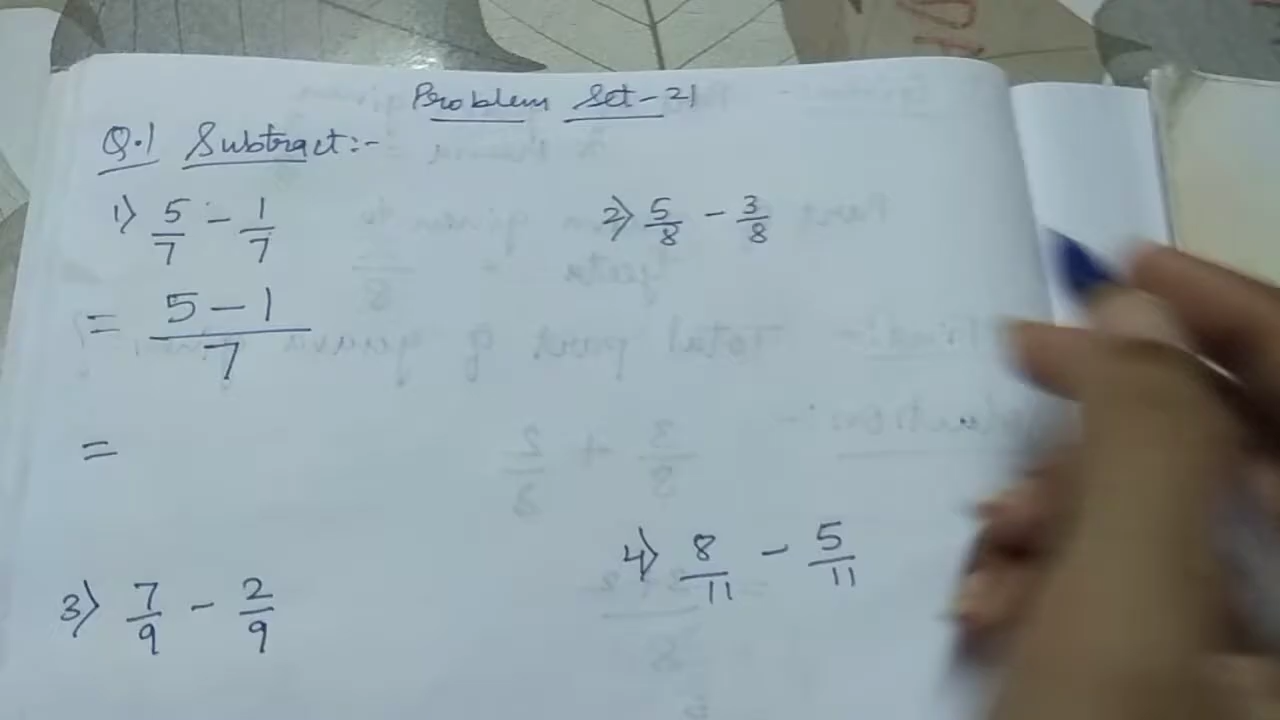 Problem Set-21
Q.1 Subtract:-
1) 5/7 - 1/7
2) 5/8 - 3/8
= 5-1/7
=
3) 7/9 - 2/9
4) 8/11 - 5/11